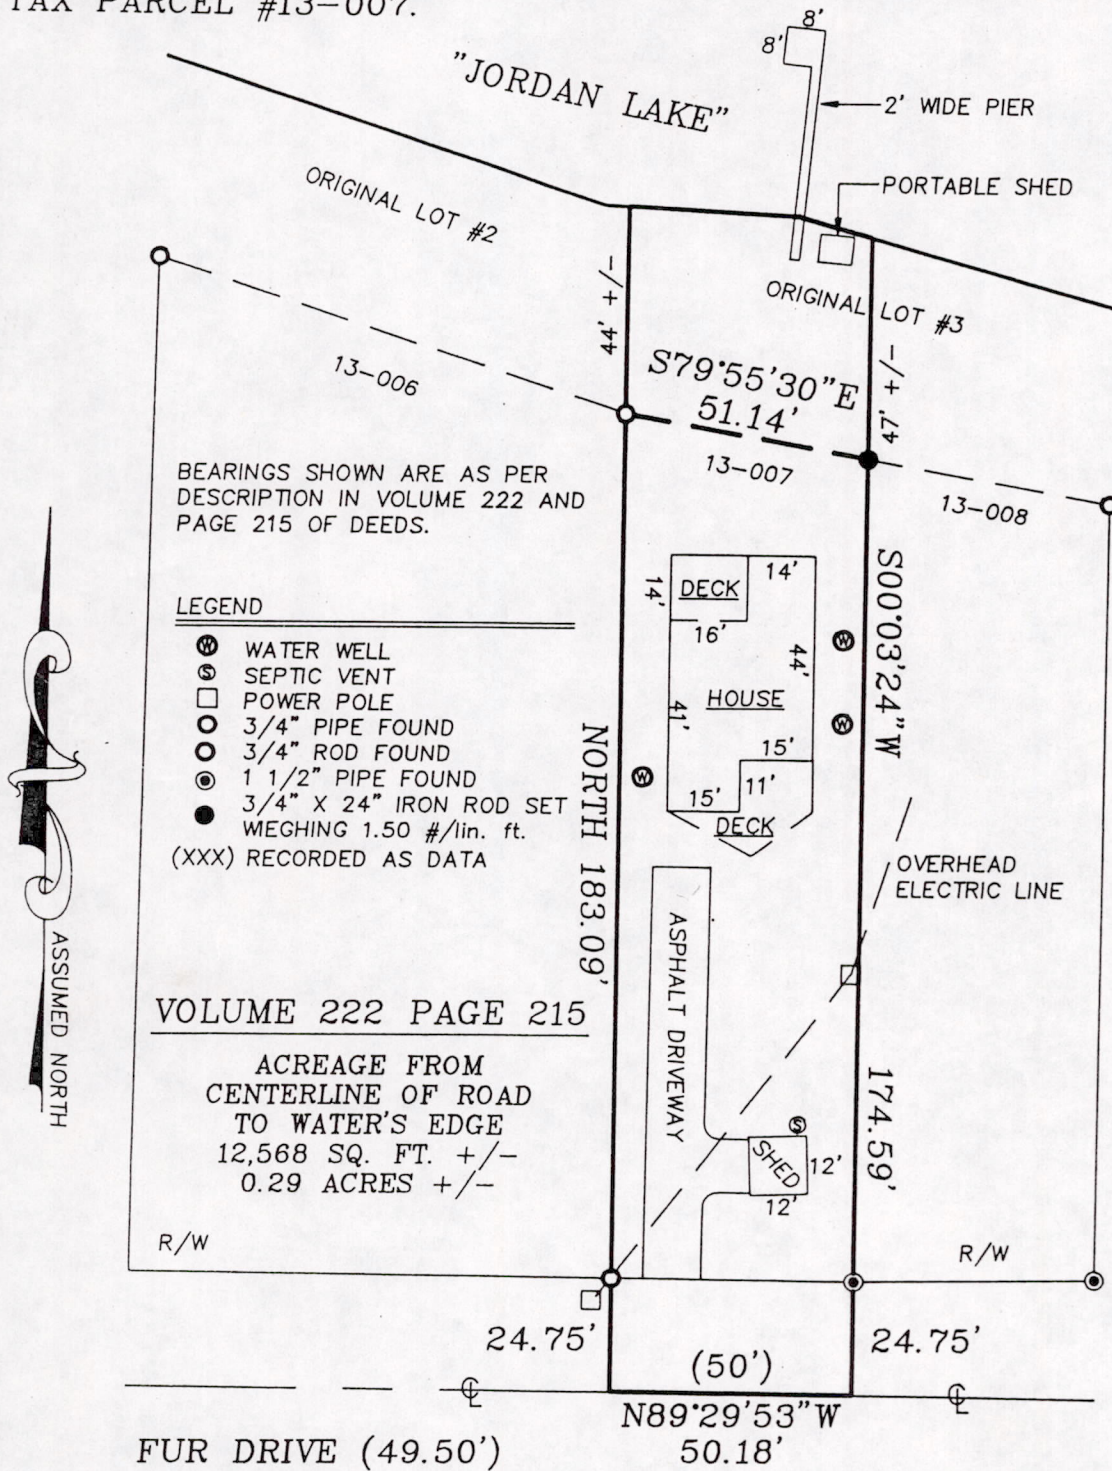 TAX PARCEL #13-007.
8'
8'
"JORDAN LAKE"
2' WIDE PIER
PORTABLE SHED
ORIGINAL LOT #2
ORIGINAL LOT #3
44' +/-
47' +/-
S79°55'30"E
51.14'
13-006
13-007
13-008
BEARINGS SHOWN ARE AS PER
DESCRIPTION IN VOLUME 222 AND
PAGE 215 OF DEEDS.
LEGEND
W WATER WELL
S SEPTIC VENT
POWER POLE
3/4" PIPE FOUND
3/4" ROD FOUND
1 1/2" PIPE FOUND
3/4" X 24" IRON ROD SET
WIEGHING 1.50 #/lin. ft.
(XXX) RECORDED AS DATA
14'
DECK
14'
16'
44'
HOUSE
41'
15'
15'
11'
DECK
W
W
W
S00°03'24"W
174.59'
NORTH 183.09'
OVERHEAD
ELECTRIC LINE
ASPHALT DRIVEWAY
S
SHED
12'
12'
ASSUMED NORTH
VOLUME 222 PAGE 215
ACREAGE FROM
CENTERLINE OF ROAD
TO WATER'S EDGE
12,568 SQ. FT. +/-
0.29 ACRES +/-
R/W
R/W
24.75'
24.75'
(50')
CL
CL
N89°29'53"W
50.18'
FUR DRIVE (49.50')